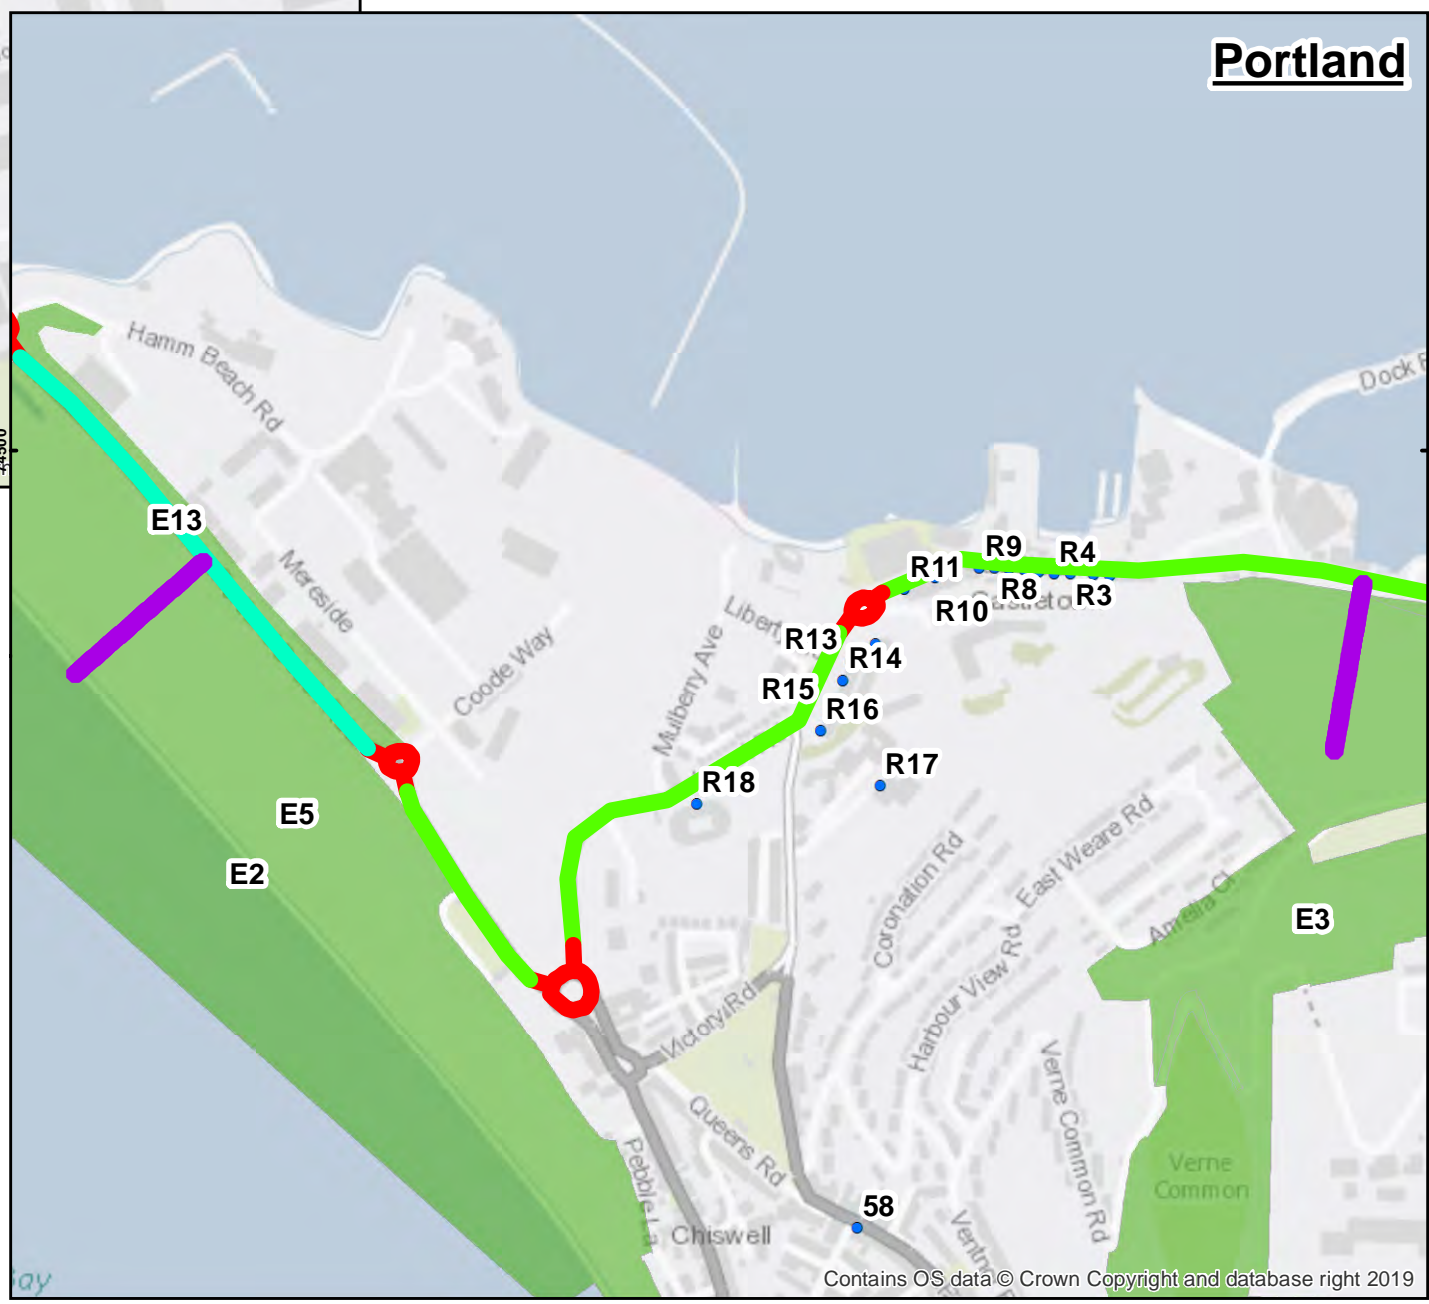 Portland
Hamm Beach Rd
Dock
E13
Mereside
Coode Way
Mulberry Ave
R9
R4
R11
R8
R3
R10
R13
R14
R15
R16
R17
R18
E5
E2
E3
Coronation Rd
East Weare Rd
Amelia Cl
Harbour View Rd
Victory Rd
Verne Common Rd
Queens Rd
Pebble La
Verne
Common
58
Chiswell
Contains OS data © Crown Copyright and database right 2019